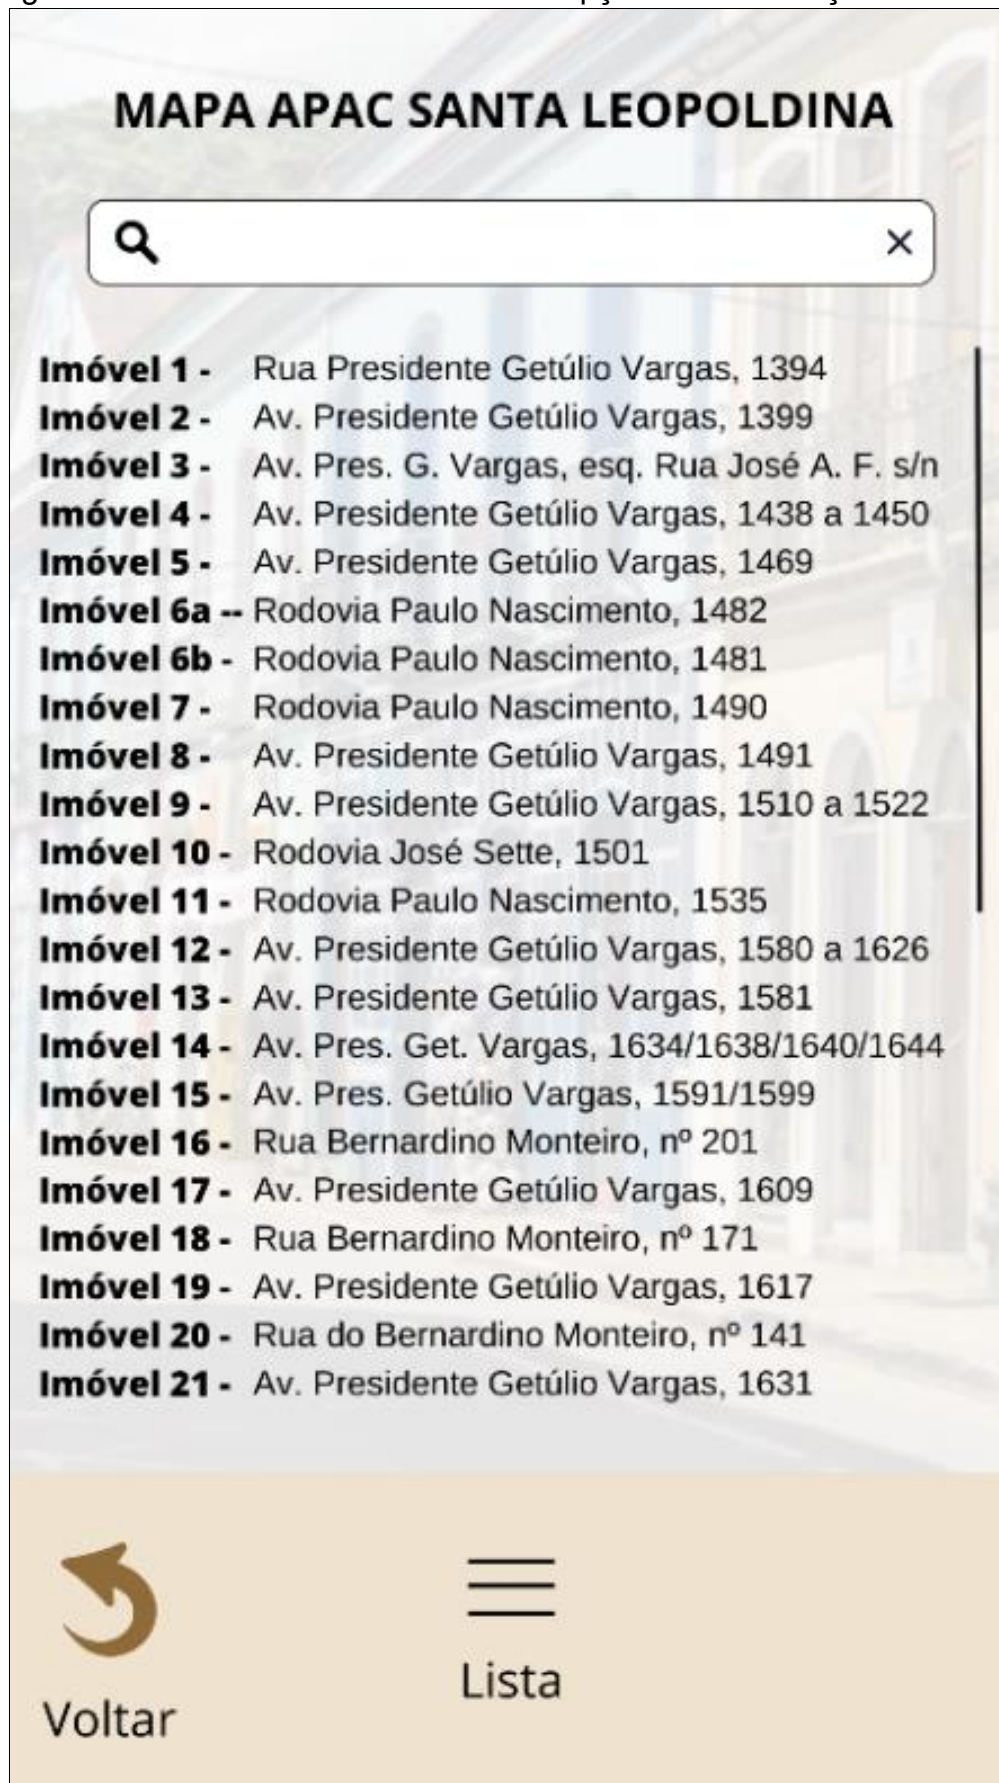 MAPA APAC SANTA LEOPOLDINA
Imóvel 1 - Rua Presidente Getúlio Vargas, 1394
Imóvel 2 - Av. Presidente Getúlio Vargas, 1399
Imóvel 3 - Av. Pres. G. Vargas, esq. Rua José A. F. s/n
Imóvel 4 - Av. Presidente Getúlio Vargas, 1438 a 1450
Imóvel 5 - Av. Presidente Getúlio Vargas, 1469
Imóvel 6a -- Rodovia Paulo Nascimento, 1482
Imóvel 6b - Rodovia Paulo Nascimento, 1481
Imóvel 7 - Rodovia Paulo Nascimento, 1490
Imóvel 8 - Av. Presidente Getúlio Vargas, 1491
Imóvel 9 - Av. Presidente Getúlio Vargas, 1510 a 1522
Imóvel 10 - Rodovia José Sette, 1501
Imóvel 11 - Rodovia Paulo Nascimento, 1535
Imóvel 12 - Av. Presidente Getúlio Vargas, 1580 a 1626
Imóvel 13 - Av. Presidente Getúlio Vargas, 1581
Imóvel 14 - Av. Pres. Get. Vargas, 1634/1638/1640/1644
Imóvel 15 - Av. Pres. Getúlio Vargas, 1591/1599
Imóvel 16 - Rua Bernardino Monteiro, nº 201
Imóvel 17 - Av. Presidente Getúlio Vargas, 1609
Imóvel 18 - Rua Bernardino Monteiro, nº 171
Imóvel 19 - Av. Presidente Getúlio Vargas, 1617
Imóvel 20 - Rua do Bernardino Monteiro, nº 141
Imóvel 21 - Av. Presidente Getúlio Vargas, 1631
Lista
Voltar